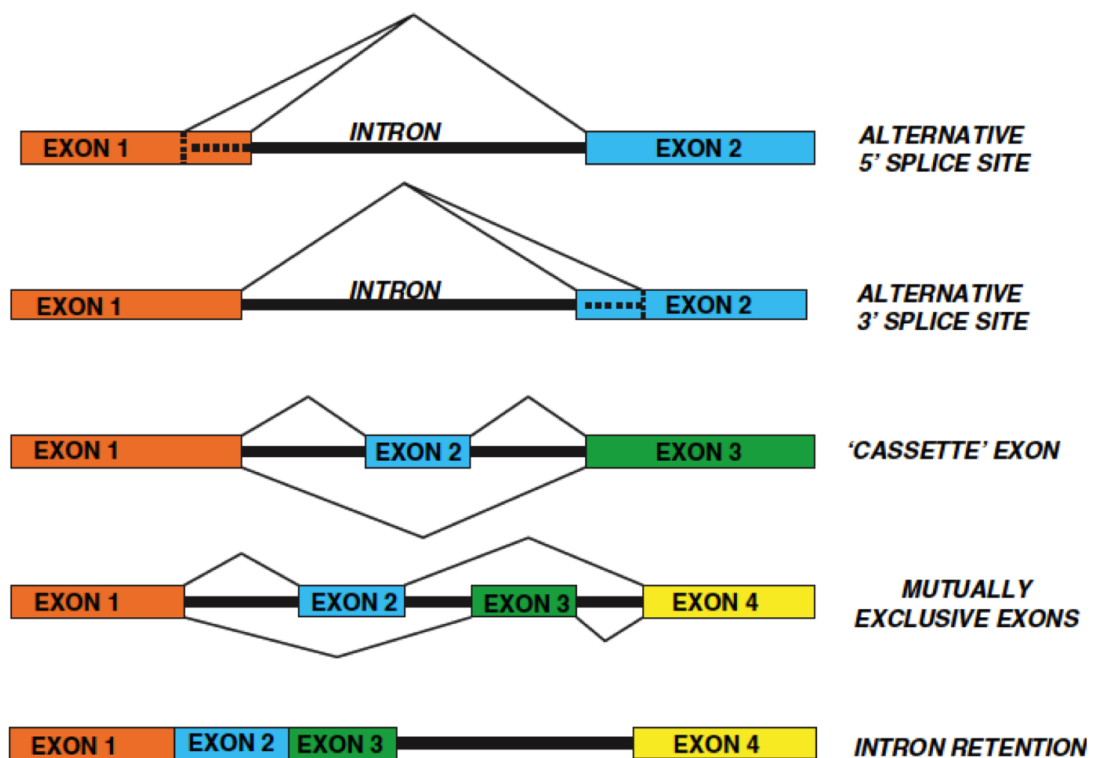 INTRON
EXON 1 EXON 2
ALTERNATIVE
5' SPLICE SITE
INTRON
EXON 1 EXON 2
ALTERNATIVE
3' SPLICE SITE
EXON 1 EXON 2 EXON 3 'CASSETTE' EXON
EXON 1 EXON 2 EXON 3 EXON 4
MUTUALLY
EXCLUSIVE EXONS
EXON 1 EXON 2 EXON 3 EXON 4 INTRON RETENTION